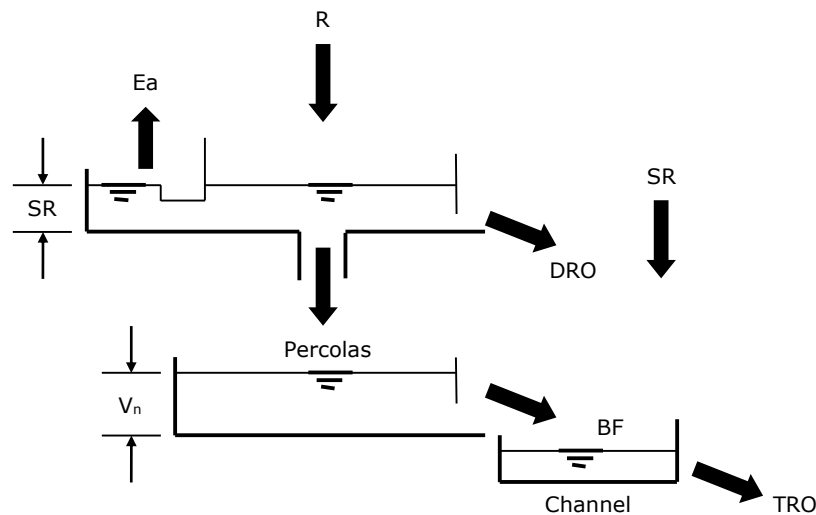 R
Ea
SR
SR
DRO
Percolas
Vn
BF
Channel
TRO